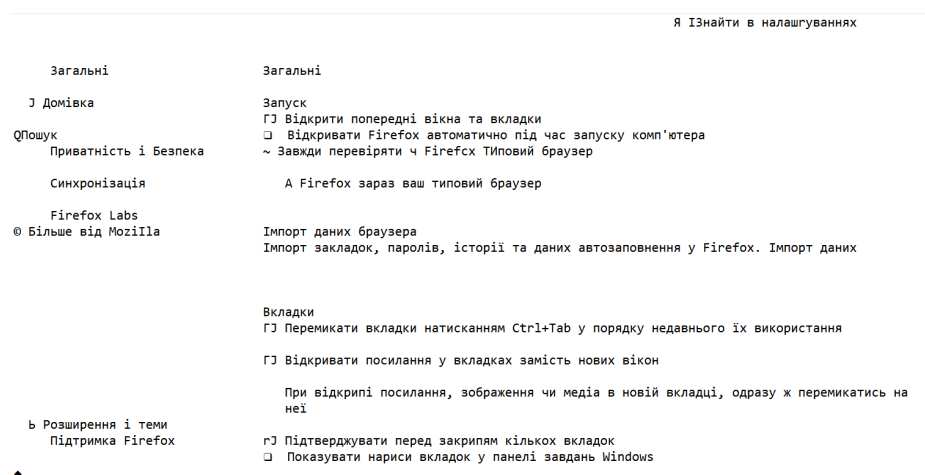 Я ІЗнайти в налашгуваннях
Загальні Загальні
J Домівка Запуск
ГЈ Відкрити попередні вікна та вкладки
QПошук ❏ Відкривати Firefox автоматично під час запуску комп'ютера
Приватність і Безпека ~ Завжди перевіряти ч Firefcx ТИповий браузер
Синхронізація А Firefox зараз ваш типовий браузер
Firefox Labs
© Більше від MoziIla Імпорт даних браузера
Імпорт закладок, паролів, історії та даних автозаповнення у Firefox. Імпорт даних
Вкладки
ГЈ Перемикати вкладки натисканням Ctrl+Tab у порядку недавнього їх використання
ГЈ Відкривати посилання у вкладках замість нових вікон
При відкрипі посилання, зображення чи медіа в новій вкладці, одразу ж перемикатись на
неї
Ь Розширення і теми
Підтримка Firefox rJ Підтверджувати перед закрипям кількох вкладок
❏ Показувати нариси вкладок у панелі завдань Windows